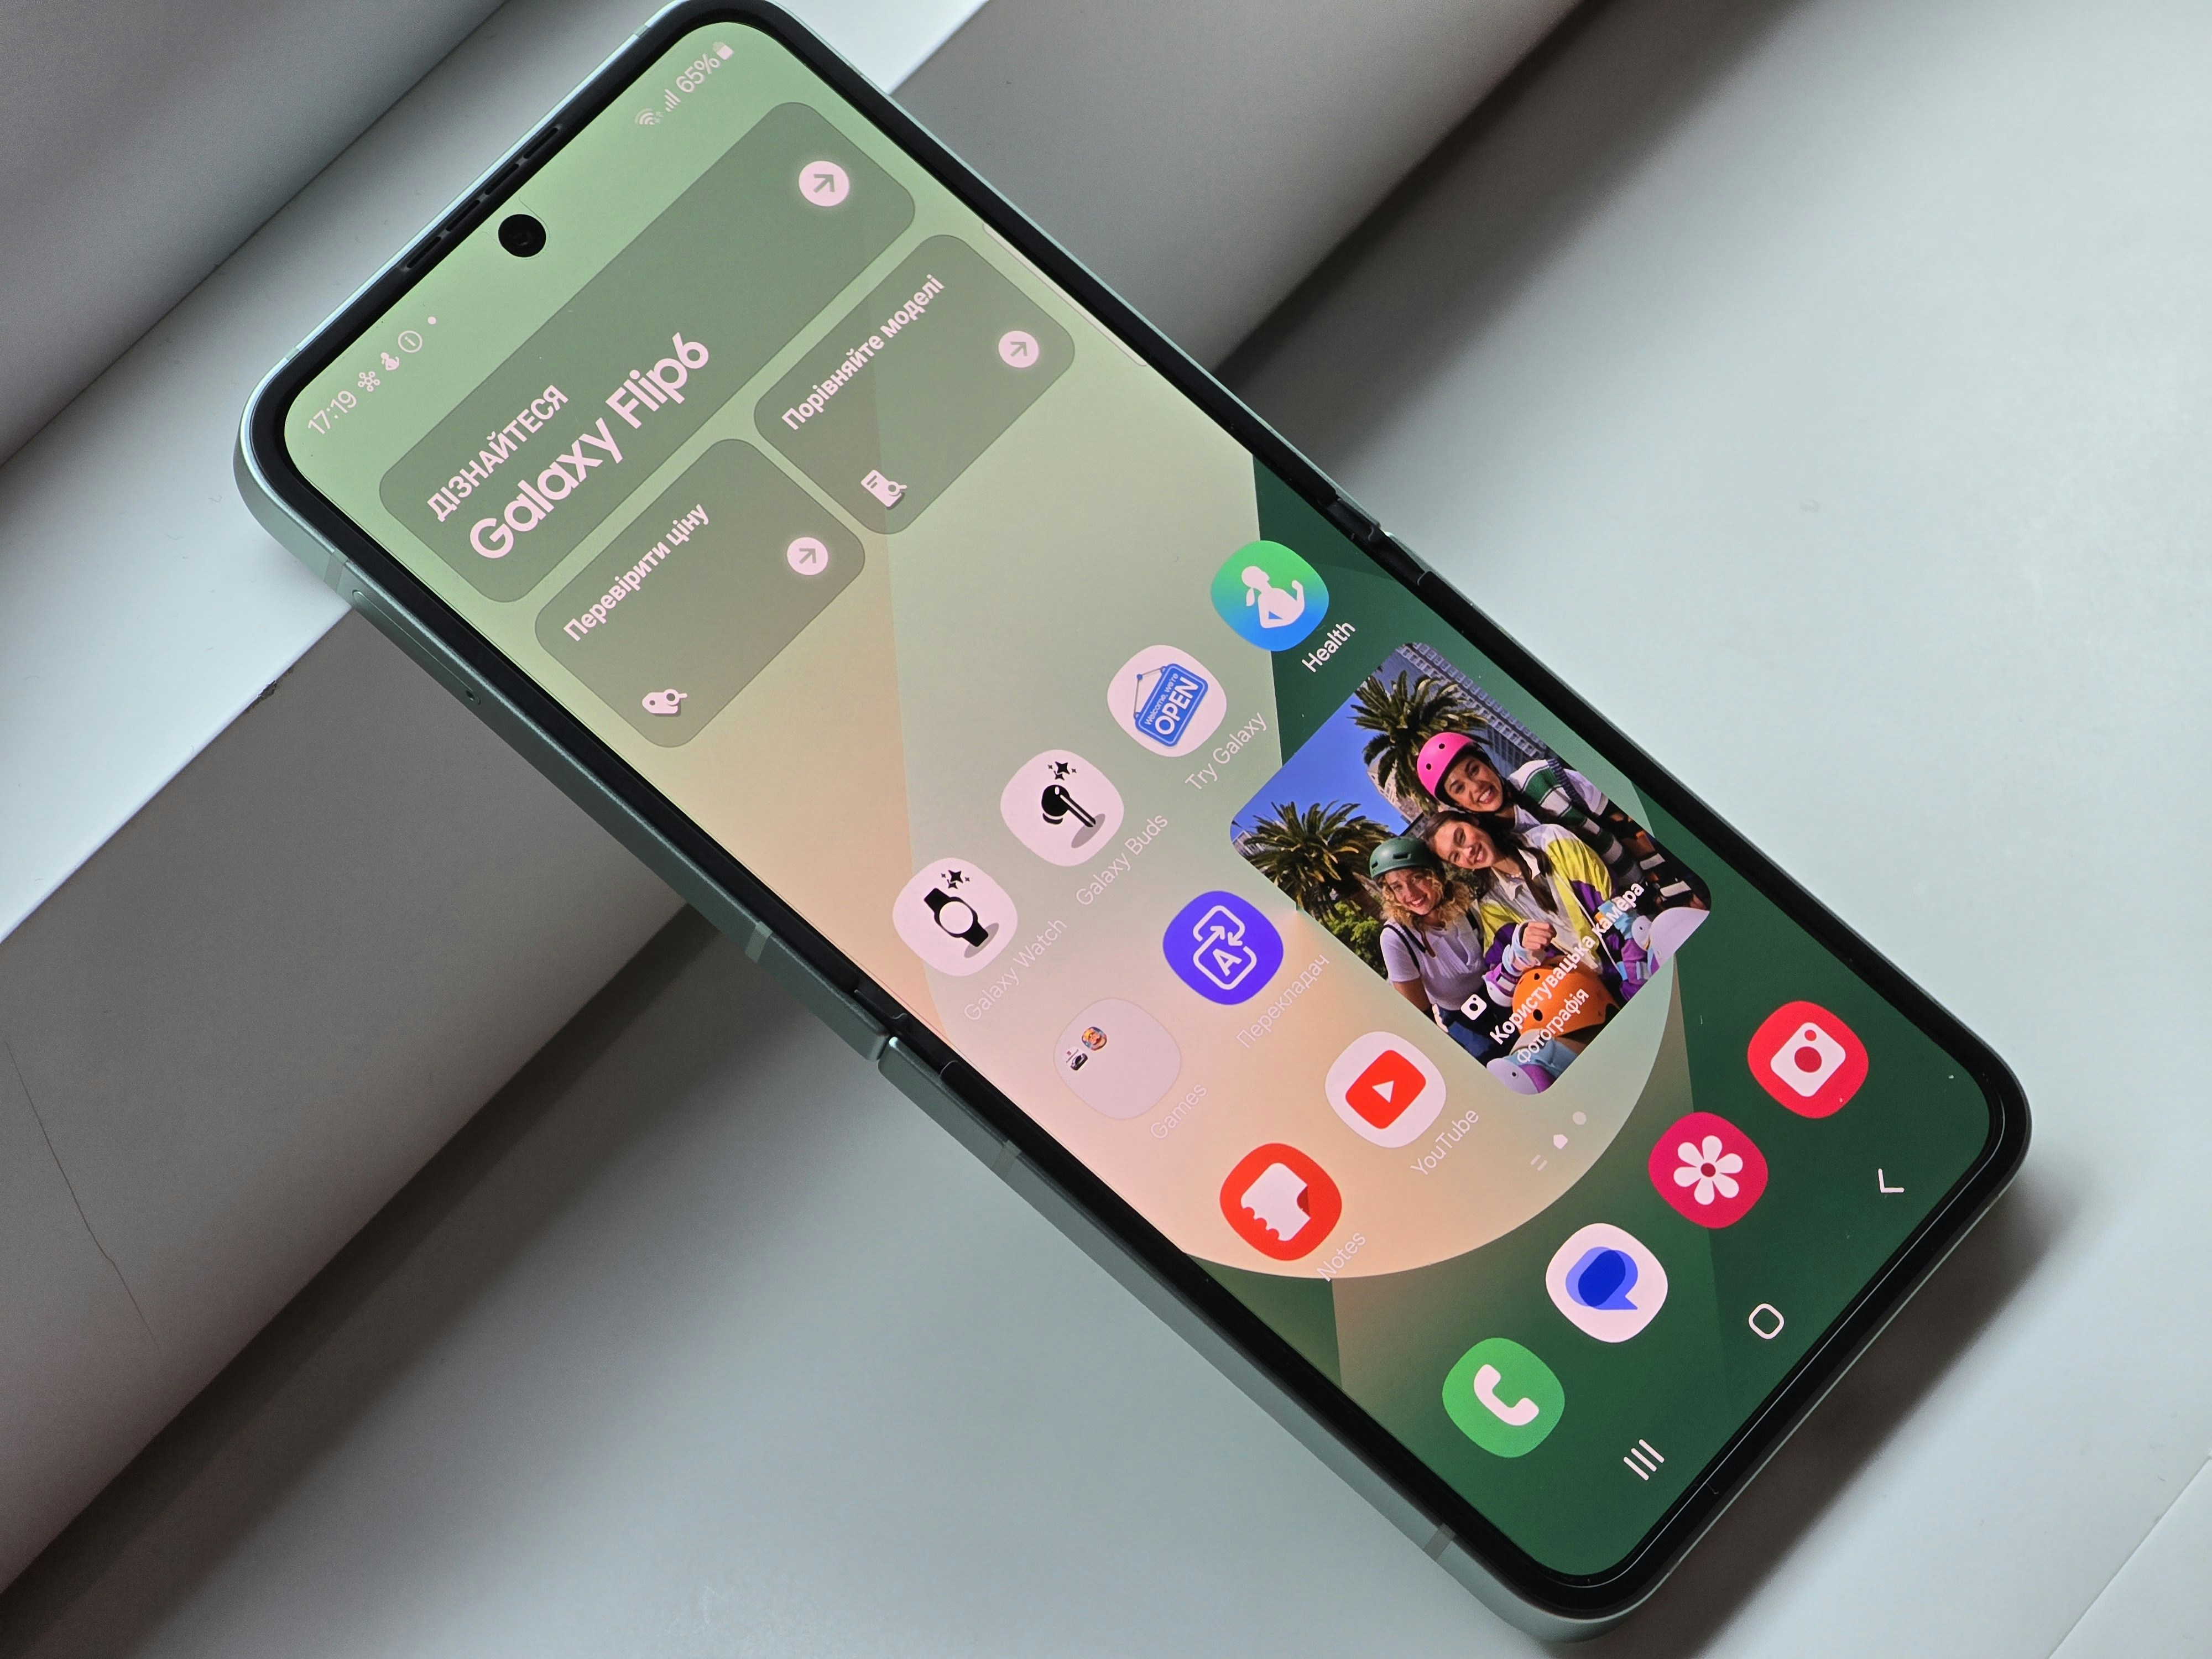 17:19
65%
ДІЗНАЙТЕСЯ
Galaxy Flip6
Перевірити ціну
Порівняйте моделі
Galaxy Watch
Galaxy Buds
Try Galaxy
Welcome, we're
OPEN
Health
Games
Перекладач
A
Користувацька камера
Фотографія
Notes
YouTube